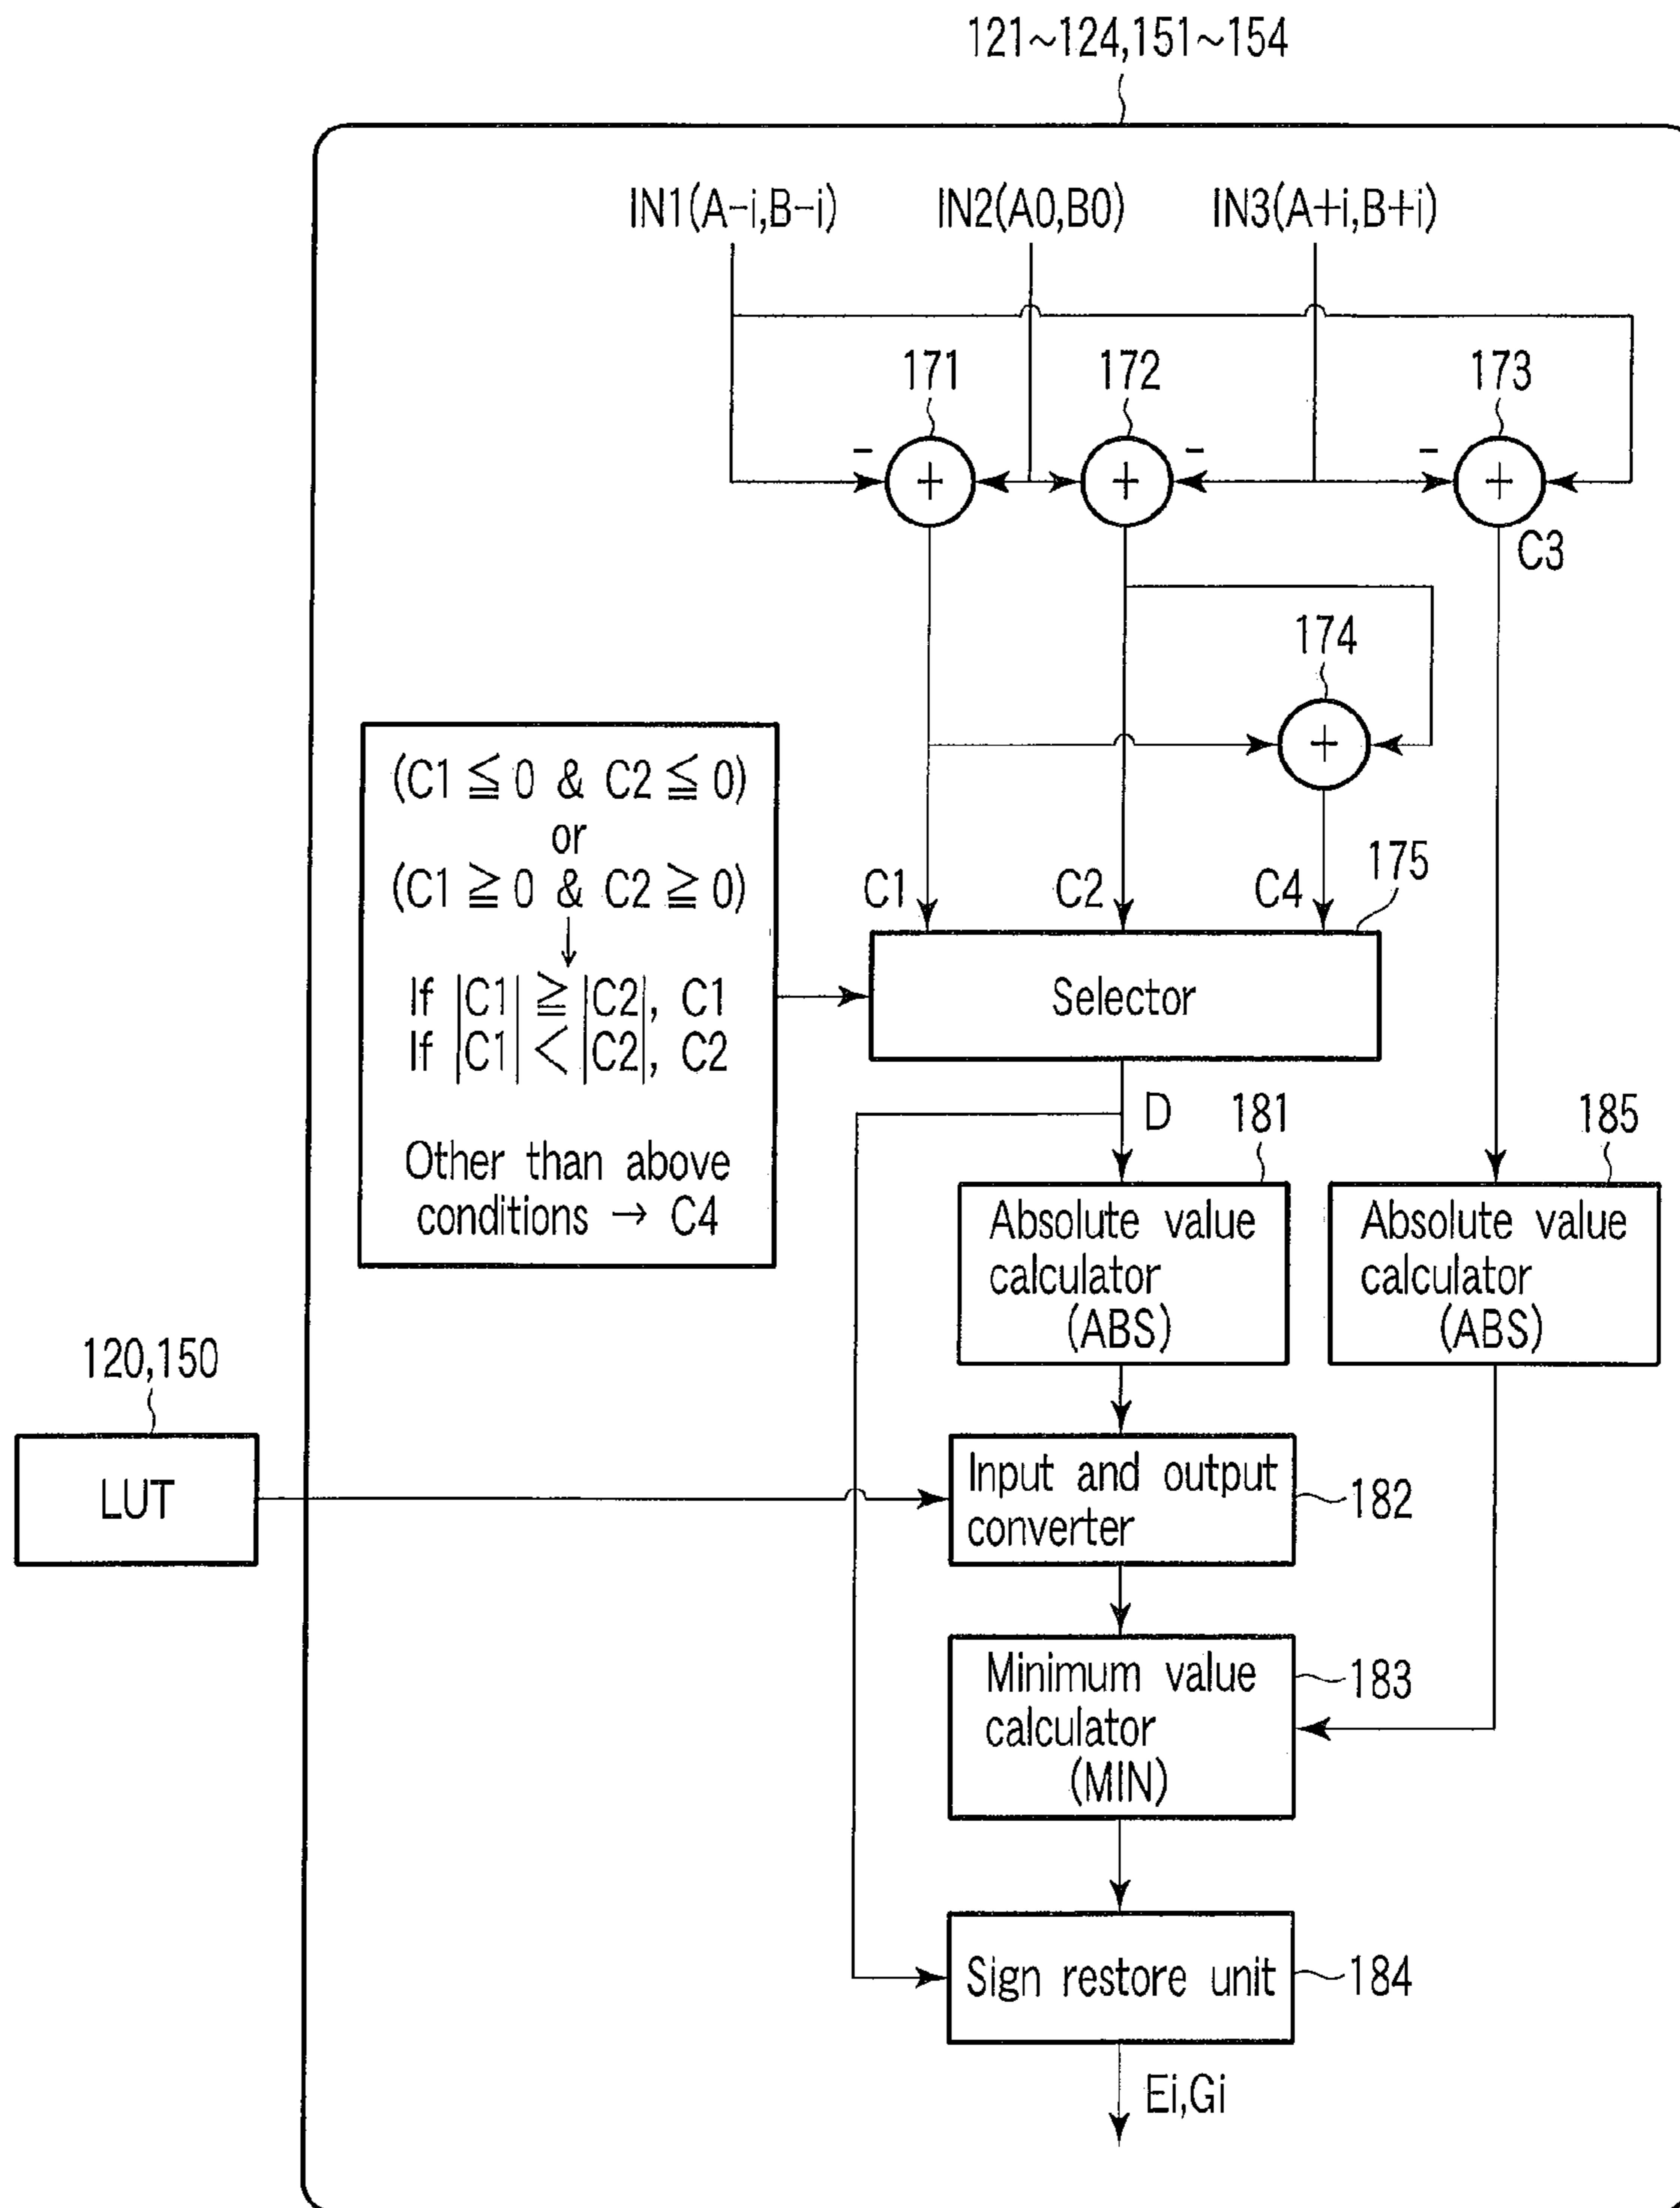 121~124,151~154
IN1(A-i,B-i)
IN2(A0,B0)
IN3(A+i,B+i)
171
172
173
-
+
+
-
-
+
C3
174
+
(C1 ≦ 0 & C2 ≦ 0)
or
(C1 ≧ 0 & C2 ≧ 0)
If |C1| ≧ |C2|, C1
If |C1| < |C2|, C2
Other than above
conditions → C4
C1
C2
C4
175
Selector
D
181
185
Absolute value
calculator
(ABS)
Absolute value
calculator
(ABS)
120,150
LUT
Input and output
converter
182
Minimum value
calculator
(MIN)
183
Sign restore unit
184
Ei,Gi